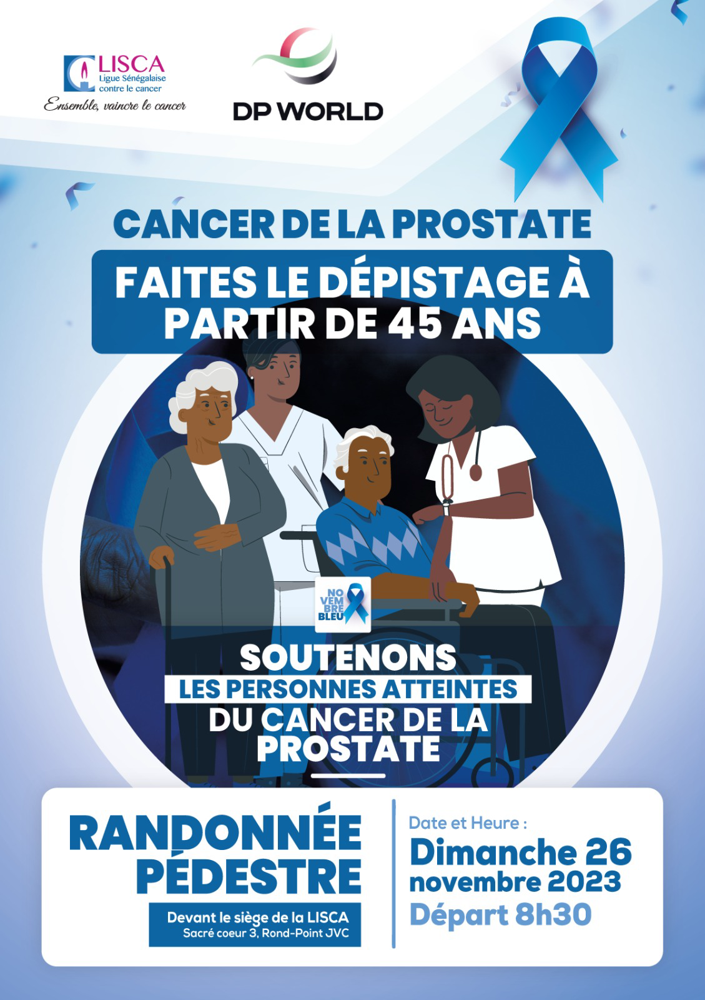 LISCA
Ligue Sénégalaise
contre le cancer
Ensemble, vaincre le cancer
DP WORLD
CANCER DE LA PROSTATE
FAITES LE DÉPISTAGE À
PARTIR DE 45 ANS
NO
VEM
BRE
BLEU
SOUTENONS
LES PERSONNES ATTEINTES
DU CANCER DE LA
PROSTATE
RANDONNÉE
PÉDESTRE
Devant le siège de la LISCA
Sacré coeur 3, Rond-Point JVC
Date et Heure :
Dimanche 26
novembre 2023
Départ 8h30